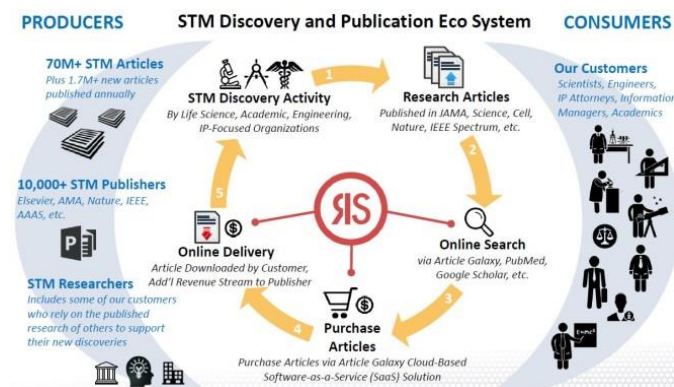 PRODUCERS
STM Discovery and Publication Eco System
CONSUMERS
70M+ STM Articles
Plus 1.7M+ new articles
published annually
10,000+ STM Publishers
Elsevier, AMA, Nature, IEEE,
AAAS, etc.
P
STM Researchers
Includes some of our customers
who rely on the published
research of others to support
their new discoveries
1
STM Discovery Activity
By Life Science, Academic, Engineering,
IP-Focused Organizations
Research Articles
Published in JAMA, Science, Cell,
Nature, IEEE Spectrum, etc.
2
Online Search
via Article Galaxy, PubMed,
Google Scholar, etc.
3
$
Purchase
Articles
Purchase Articles via Article Galaxy Cloud-Based
Software-as-a-Service (SaaS) Solution
4
$
Online Delivery
Article Downloaded by Customer,
Add'l Revenue Stream to Publisher
5
RIS
Our Customers
Scientists, Engineers,
IP Attorneys, Information
Managers, Academics
$
E=mc²